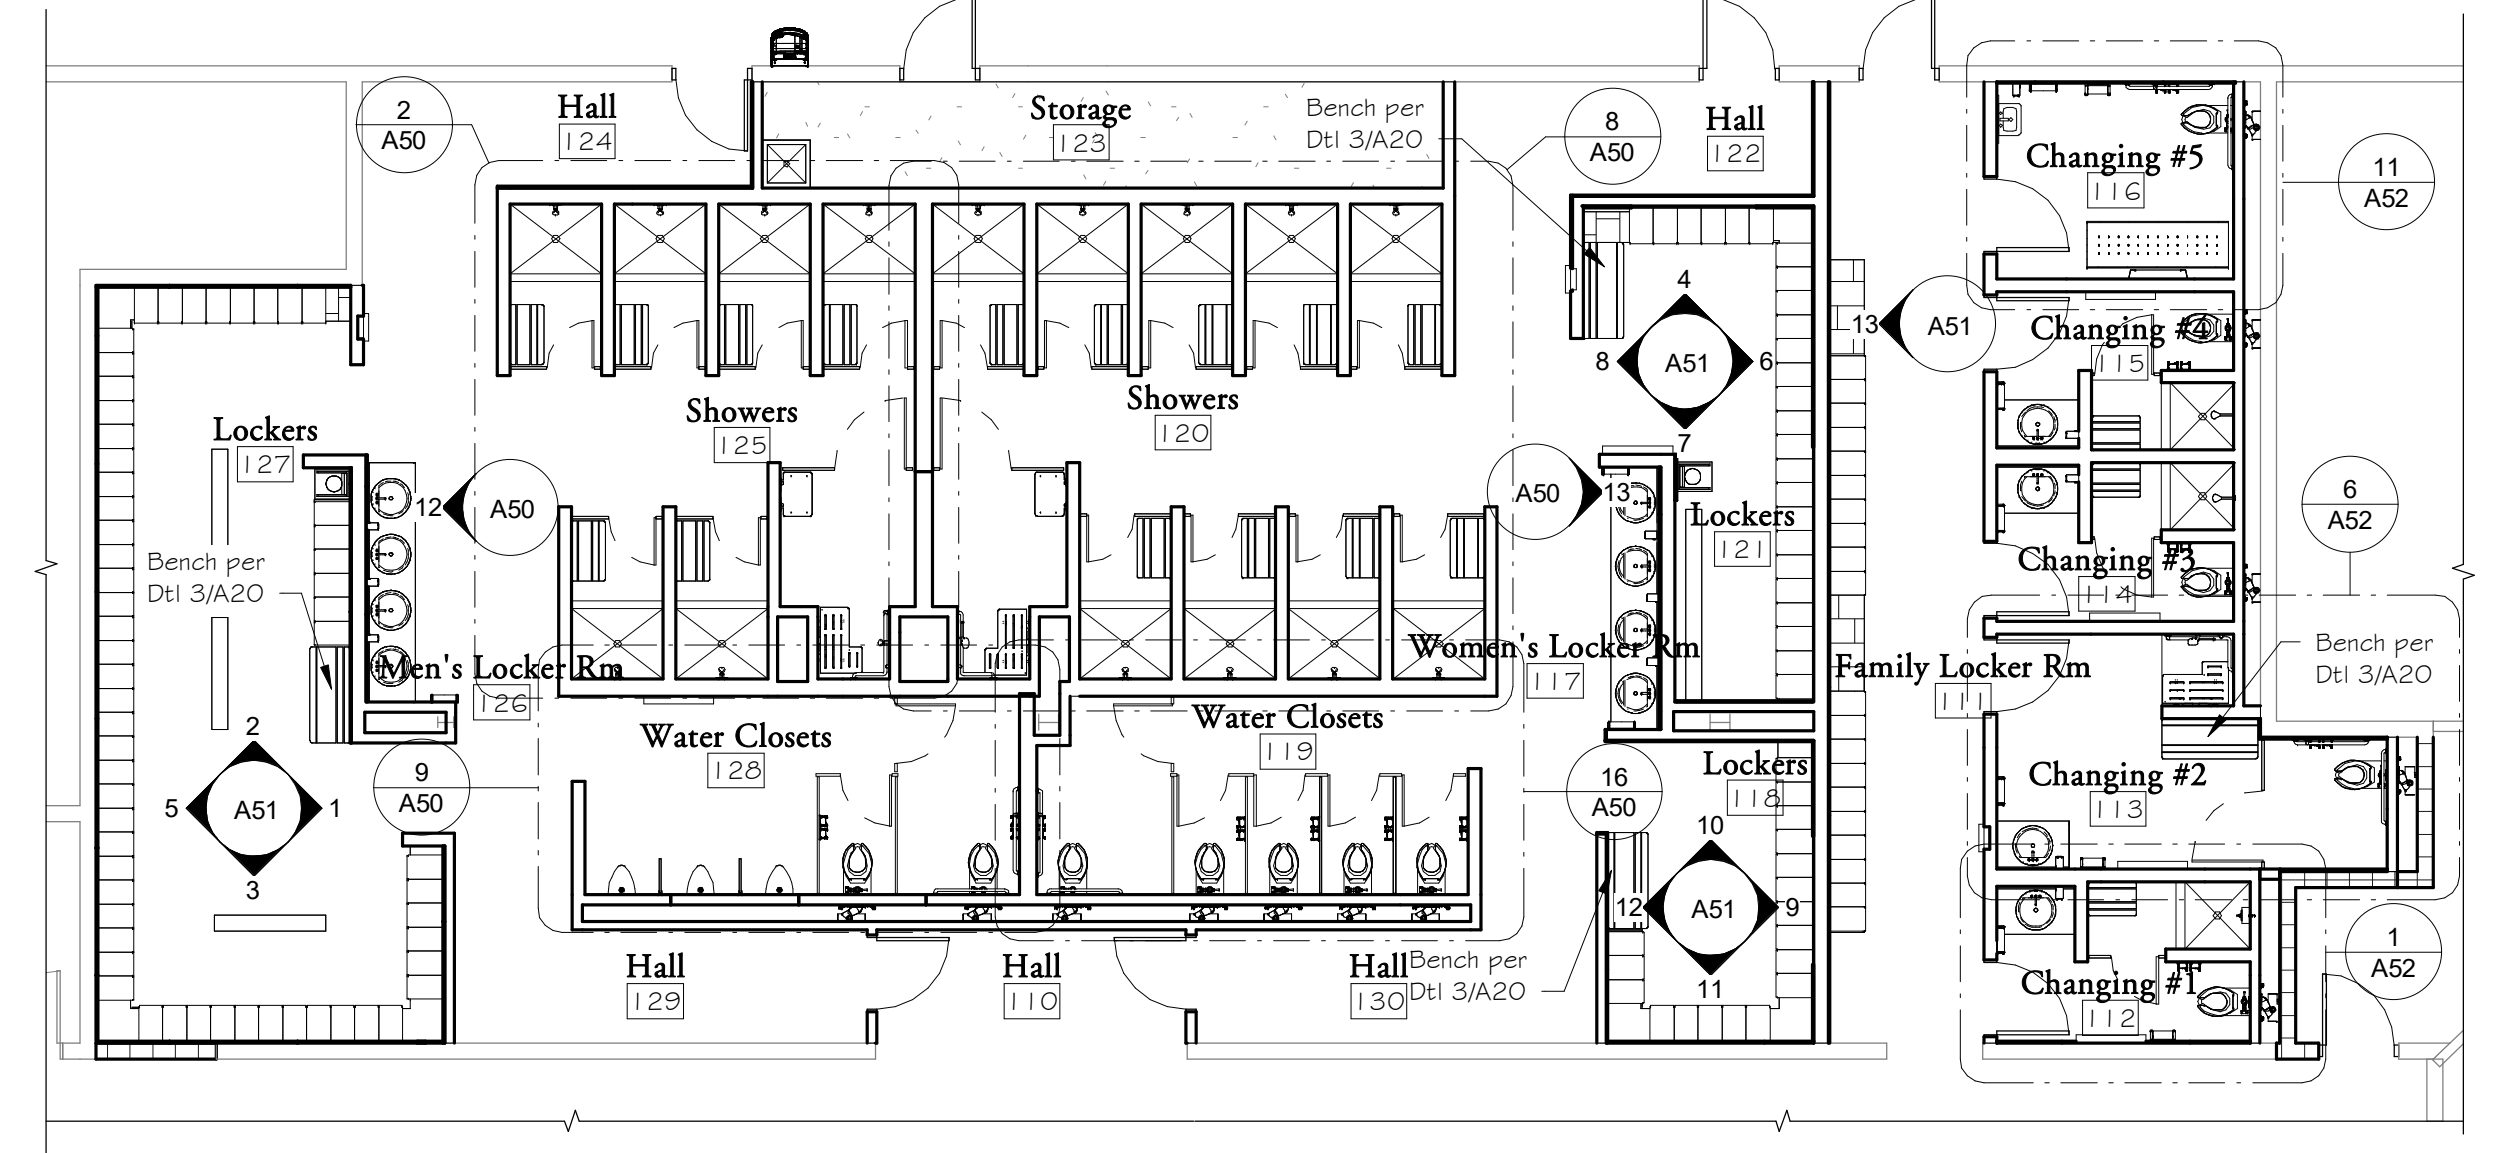 2
A50
Hall
124
Storage
123
Bench per
Dtl 3/A20
8
A50
Hall
122
Changing #5
116
11
A52
4
8
A51
6
7
13
A51
Changing #4
115
Showers
125
Showers
120
Lockers
127
12
A50
A50
13
Lockers
121
6
A52
Bench per
Dtl 3/A20
Changing #3
114
Men's Locker Rm
126
Women's Locker Rm
117
Family Locker Rm
111
Bench per
Dtl 3/A20
Water Closets
128
Water Closets
119
2
5
A51
1
3
9
A50
16
A50
Lockers
118
Changing #2
113
10
12
A51
9
11
1
A52
Hall
129
Hall
110
Hall
130
Bench per
Dtl 3/A20
Changing #1
112